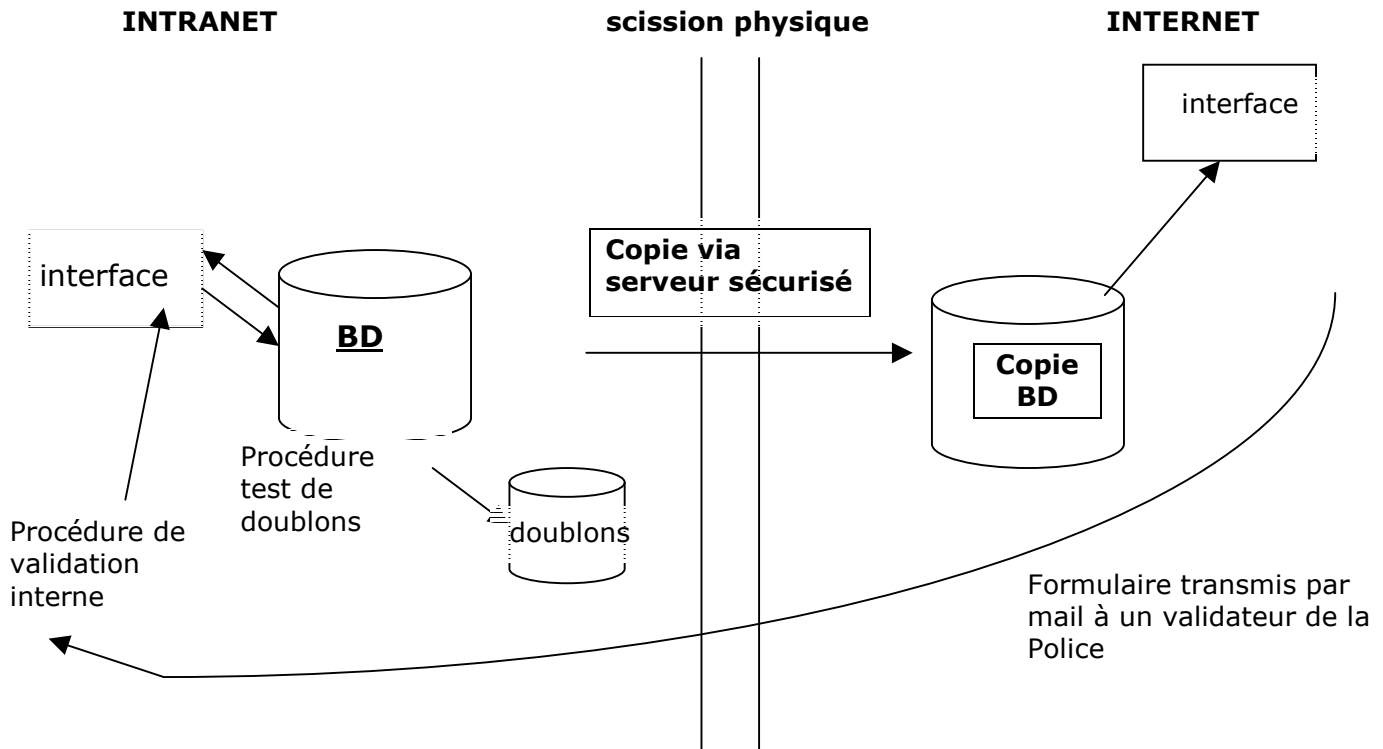 INTRANET
scission physique
INTERNET
interface
interface
BD
Copie via
serveur sécurisé
Copie
BD
Procédure
test de
doublons
doublons
Procédure de
validation
interne
Formulaire transmis par
mail à un validateur de la
Police